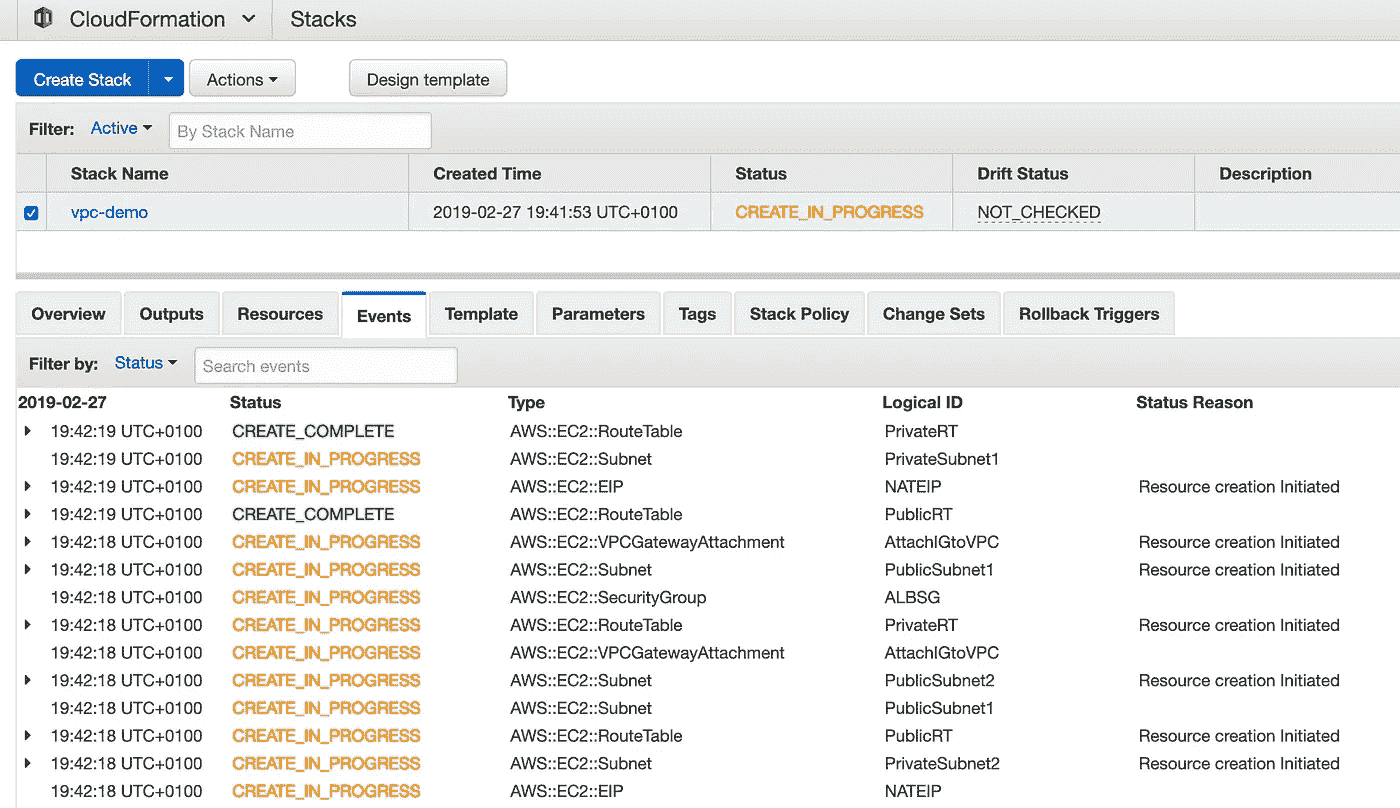 CloudFormation Stacks
Create Stack Actions Design template
Filter: Active By Stack Name
Stack Name Created Time Status Drift Status Description
vpc-demo 2019-02-27 19:41:53 UTC+0100 CREATE_IN_PROGRESS NOT_CHECKED
Overview Outputs Resources Events Template Parameters Tags Stack Policy Change Sets Rollback Triggers
Filter by: Status Search events
2019-02-27 Status Type Logical ID Status Reason
19:42:19 UTC+0100 CREATE_COMPLETE AWS::EC2::RouteTable PrivateRT
19:42:19 UTC+0100 CREATE_IN_PROGRESS AWS::EC2::Subnet PrivateSubnet1
19:42:19 UTC+0100 CREATE_IN_PROGRESS AWS::EC2::EIP NATEIP Resource creation Initiated
19:42:19 UTC+0100 CREATE_COMPLETE AWS::EC2::RouteTable PublicRT
19:42:18 UTC+0100 CREATE_IN_PROGRESS AWS::EC2::VPCGatewayAttachment AttachIGtoVPC Resource creation Initiated
19:42:18 UTC+0100 CREATE_IN_PROGRESS AWS::EC2::Subnet PublicSubnet1 Resource creation Initiated
19:42:18 UTC+0100 CREATE_IN_PROGRESS AWS::EC2::SecurityGroup ALBSG
19:42:18 UTC+0100 CREATE_IN_PROGRESS AWS::EC2::RouteTable PrivateRT Resource creation Initiated
19:42:18 UTC+0100 CREATE_IN_PROGRESS AWS::EC2::VPCGatewayAttachment AttachIGtoVPC
19:42:18 UTC+0100 CREATE_IN_PROGRESS AWS::EC2::Subnet PublicSubnet2 Resource creation Initiated
19:42:18 UTC+0100 CREATE_IN_PROGRESS AWS::EC2::Subnet PublicSubnet1
19:42:18 UTC+0100 CREATE_IN_PROGRESS AWS::EC2::RouteTable PublicRT Resource creation Initiated
19:42:18 UTC+0100 CREATE_IN_PROGRESS AWS::EC2::Subnet PrivateSubnet2 Resource creation Initiated
19:42:18 UTC+0100 CREATE_IN_PROGRESS AWS::EC2::EIP NATEIP